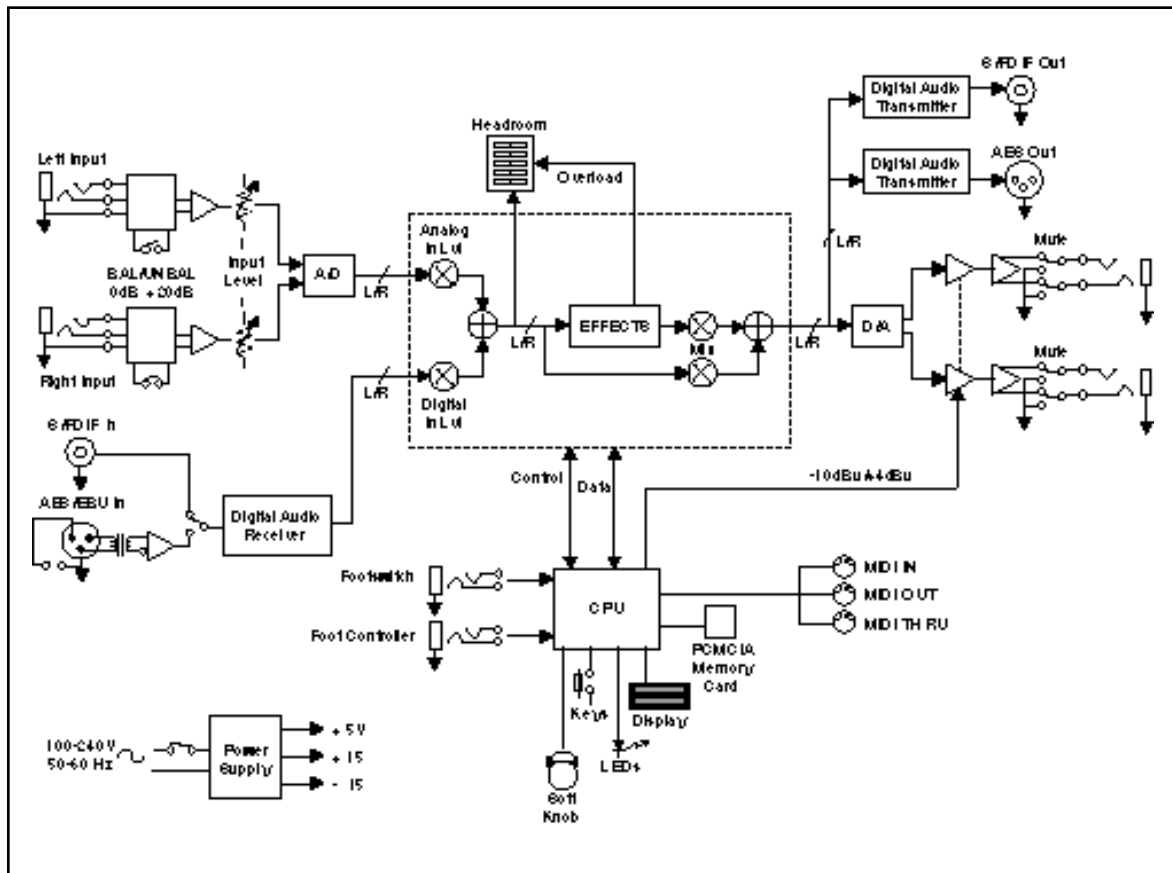 S/PDIF Out
Digital Audio
Transmitter
Headroom
AES Out
Left Input
Digital Audio
Transmitter
Overload
Analog
In Lvl
Mute
L/R
BAL/UNBAL
0dB +20dB
Input
Level
A/D
L/R
L/R
EFFECTS
Mix
L/R
D/A
Right Input
L/R
Digital
In Lvl
Mute
S/PDIF In
Control
Data
-10dBu/+4dBu
AES/EBU In
Digital Audio
Receiver
Footswitch
CPU
MIDI IN
MIDI OUT
MIDI THRU
Foot Controller
PCMCIA
Memory
Card
Keys
Display
100-240V
50-60 Hz
Power
Supply
+ 5V
+ 15
- 15
LEDs
Soft
Knob